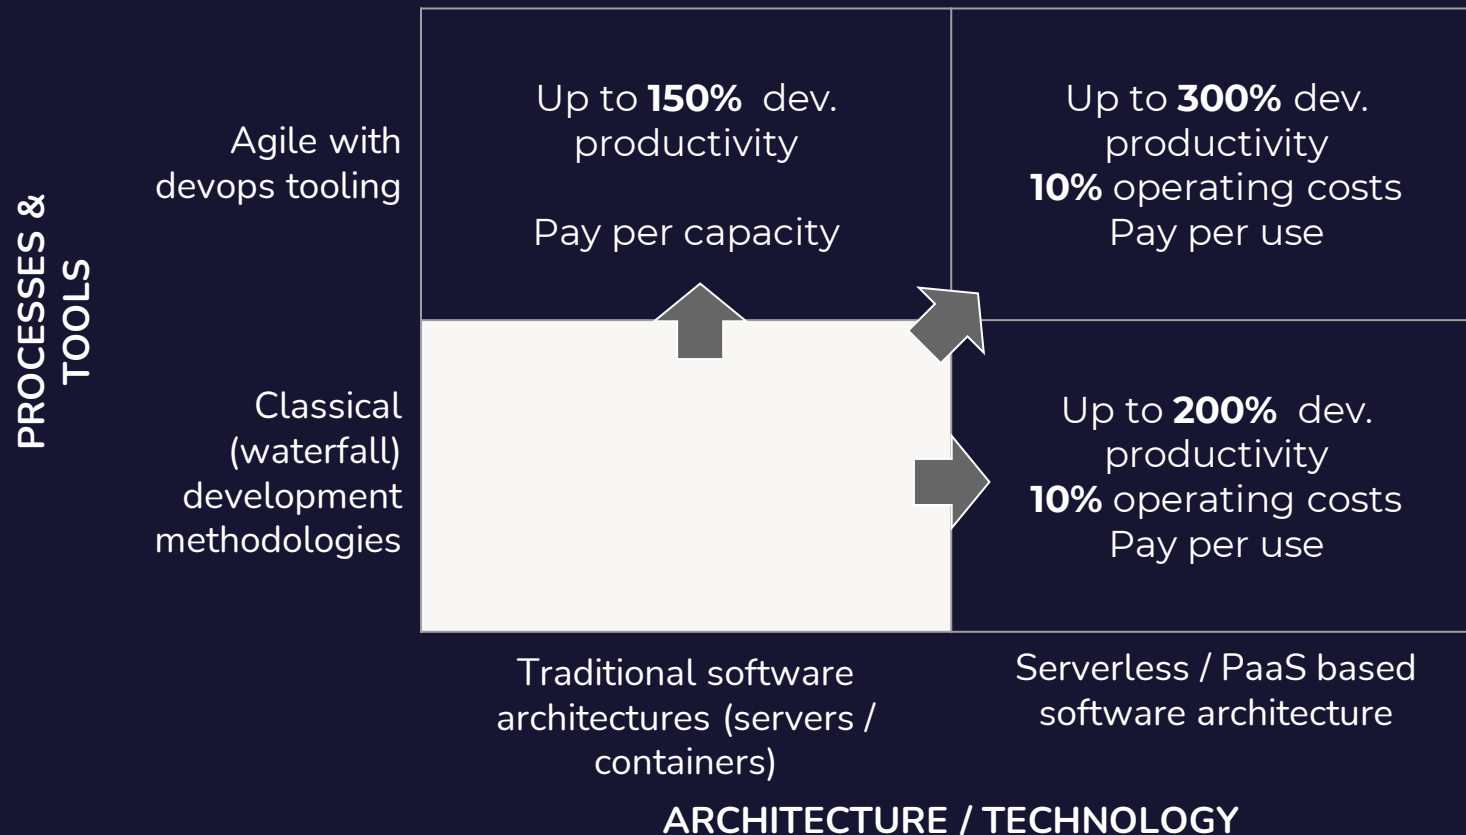 PROCESSES &
TOOLS
Agile with
devops tooling
Up to 150% dev.
productivity
Pay per capacity
Up to 300% dev.
productivity
10% operating costs
Pay per use
Classical
(waterfall)
development
methodologies
Up to 200% dev.
productivity
10% operating costs
Pay per use
Traditional software
architectures (servers /
containers)
Serverless / PaaS based
software architecture
ARCHITECTURE / TECHNOLOGY